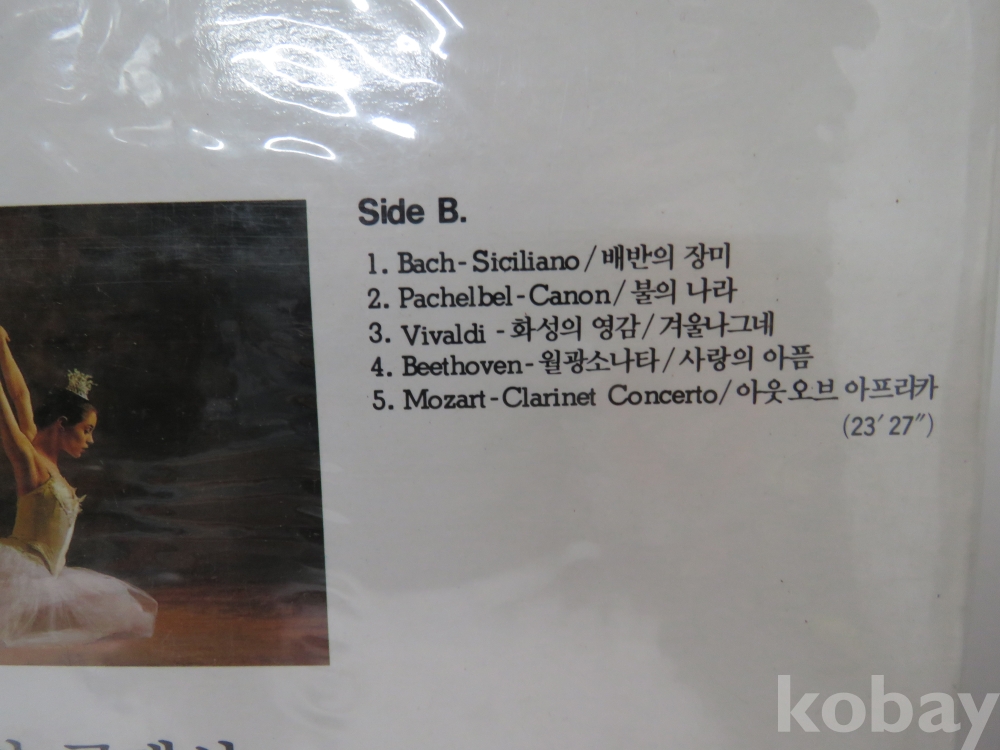 Side B.
1. Bach-Siciliano/배반의 장미
2. Pachelbel-Canon/불의 나라
3. Vivaldi -화성의 영감/겨울나그네
4. Beethoven-월광소나타/사랑의 아픔
5. Mozart-Clarinet Concerto/아웃오브 아프리카
(23′27″)
kobay